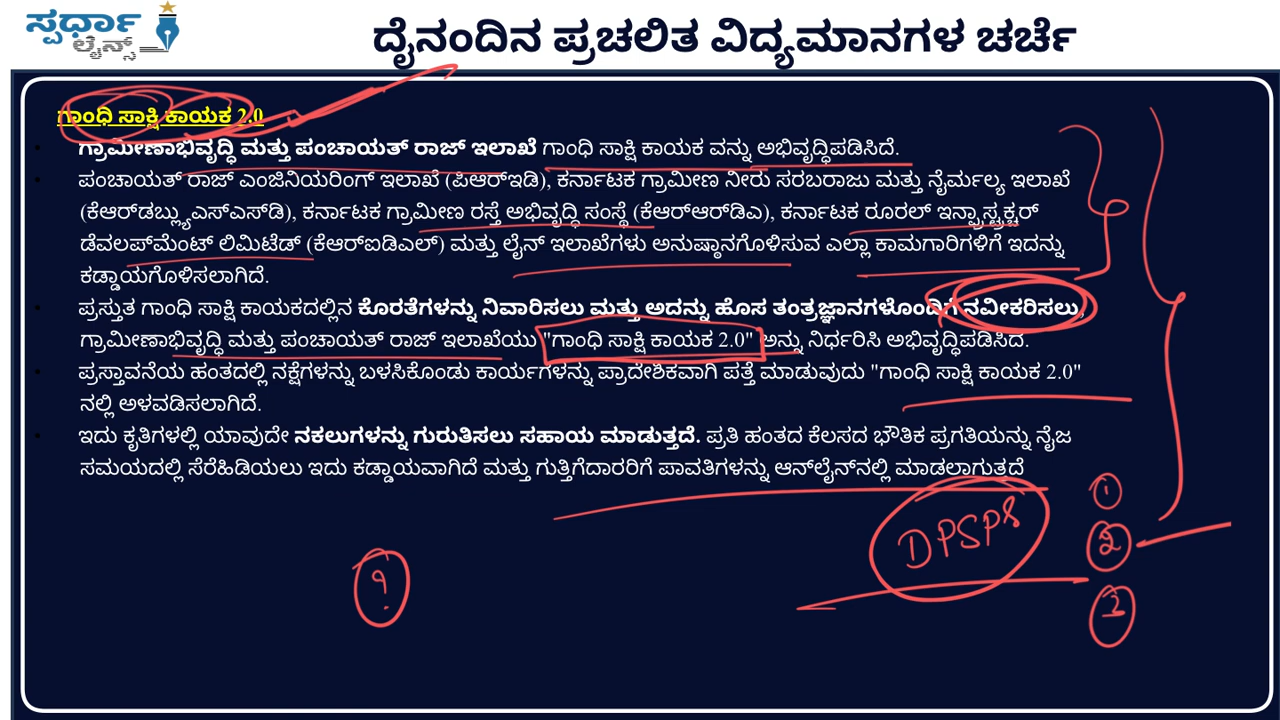 ಸ್ಪರ್ಧಾ
ಲೈನ್ಸ್
ದೈನಂದಿನ ಪ್ರಚಲಿತ ವಿದ್ಯಮಾನಗಳ ಚರ್ಚೆ
ಗಾಂಧಿ ಸಾಕ್ಷಿ ಕಾಯಕ 2.0
ಗ್ರಾಮೀಣಾಭಿವೃದ್ಧಿ ಮತ್ತು ಪಂಚಾಯತ್ ರಾಜ್ ಇಲಾಖೆ ಗಾಂಧಿ ಸಾಕ್ಷಿ ಕಾಯಕ ವನ್ನು ಅಭಿವೃದ್ಧಿಪಡಿಸಿದೆ.
ಪಂಚಾಯತ್ ರಾಜ್ ಎಂಜಿನಿಯರಿಂಗ್ ಇಲಾಖೆ (ಪಿಆರ್‌ಇಡಿ), ಕರ್ನಾಟಕ ಗ್ರಾಮೀಣ ನೀರು ಸರಬರಾಜು ಮತ್ತು ನೈರ್ಮಲ್ಯ ಇಲಾಖೆ
(ಕೆಆರ್‌ಡಬ್ಲ್ಯುಎಸ್‌ಎಸ್‌ಡಿ), ಕರ್ನಾಟಕ ಗ್ರಾಮೀಣ ರಸ್ತೆ ಅಭಿವೃದ್ಧಿ ಸಂಸ್ಥೆ (ಕೆಆರ್‌ಆರ್‌ಡಿಎ), ಕರ್ನಾಟಕ ರೂರಲ್ ಇನ್ಫ್ರಾಸ್ಟ್ರಕ್ಚರ್
ಡೆವಲಪ್‌ಮೆಂಟ್ ಲಿಮಿಟೆಡ್ (ಕೆಆರ್‌ಐಡಿಎಲ್) ಮತ್ತು ಲೈನ್ ಇಲಾಖೆಗಳು ಅನುಷ್ಠಾನಗೊಳಿಸುವ ಎಲ್ಲಾ ಕಾಮಗಾರಿಗಳಿಗೆ ಇದನ್ನು
ಕಡ್ಡಾಯಗೊಳಿಸಲಾಗಿದೆ.
ಪ್ರಸ್ತುತ ಗಾಂಧಿ ಸಾಕ್ಷಿ ಕಾಯಕದಲ್ಲಿನ ಕೊರತೆಗಳನ್ನು ನಿವಾರಿಸಲು ಮತ್ತು ಅದನ್ನು ಹೊಸ ತಂತ್ರಜ್ಞಾನಗಳೊಂದಿಗೆ ನವೀಕರಿಸಲು,
ಗ್ರಾಮೀಣಾಭಿವೃದ್ಧಿ ಮತ್ತು ಪಂಚಾಯತ್ ರಾಜ್ ಇಲಾಖೆಯು "ಗಾಂಧಿ ಸಾಕ್ಷಿ ಕಾಯಕ 2.0" ಅನ್ನು ನಿರ್ಧರಿಸಿ ಅಭಿವೃದ್ಧಿಪಡಿಸಿದೆ.
ಪ್ರಸ್ತಾವನೆಯ ಹಂತದಲ್ಲಿ ನಕ್ಷೆಗಳನ್ನು ಬಳಸಿಕೊಂಡು ಕಾರ್ಯಗಳನ್ನು ಪ್ರಾದೇಶಿಕವಾಗಿ ಪತ್ತೆ ಮಾಡುವುದು "ಗಾಂಧಿ ಸಾಕ್ಷಿ ಕಾಯಕ 2.0"
ನಲ್ಲಿ ಅಳವಡಿಸಲಾಗಿದೆ.
ಇದು ಕೃತಿಗಳಲ್ಲಿ ಯಾವುದೇ ನಕಲುಗಳನ್ನು ಗುರುತಿಸಲು ಸಹಾಯ ಮಾಡುತ್ತದೆ. ಪ್ರತಿ ಹಂತದ ಕೆಲಸದ ಭೌತಿಕ ಪ್ರಗತಿಯನ್ನು ನೈಜ
ಸಮಯದಲ್ಲಿ ಸೆರೆಹಿಡಿಯಲು ಇದು ಕಡ್ಡಾಯವಾಗಿದೆ ಮತ್ತು ಗುತ್ತಿಗೆದಾರರಿಗೆ ಪಾವತಿಗಳನ್ನು ಆನ್‌ಲೈನ್‌ನಲ್ಲಿ ಮಾಡಲಾಗುತ್ತದೆ
1
DPSPs
2
?
3